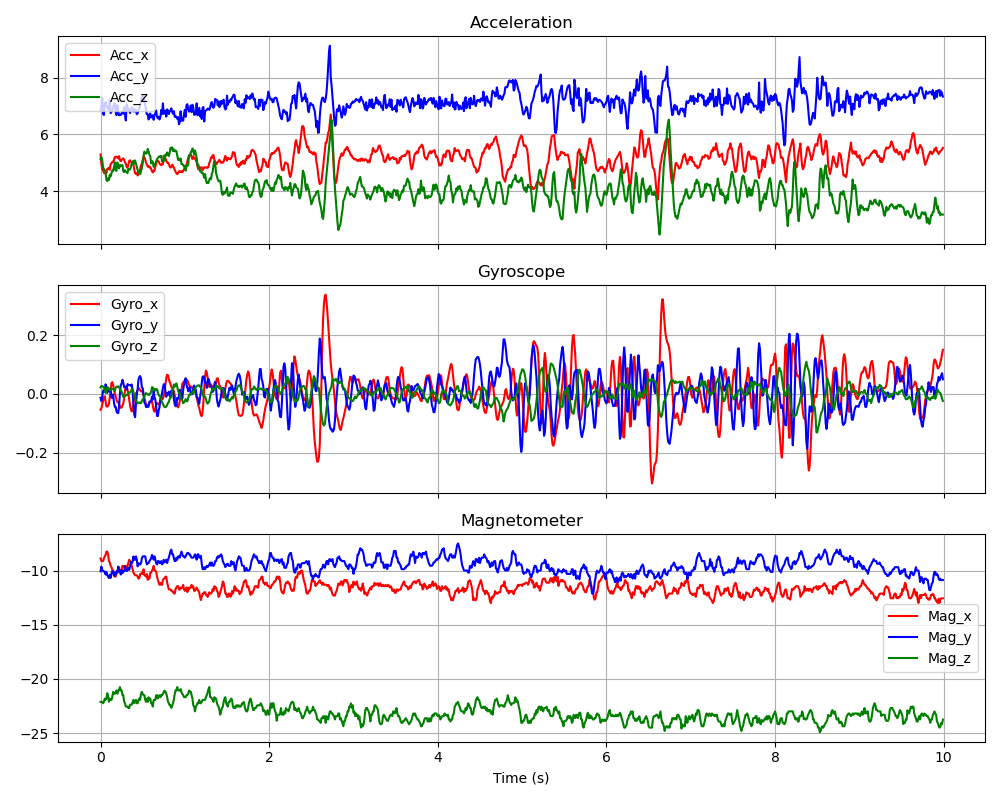 Acceleration
Acc_x
Acc_y
Acc_z
8
6
4
Gyroscope
Gyro_x
Gyro_y
Gyro_z
0.2
0.0
−0.2
Magnetometer
−10
−15
−20
−25
Mag_x
Mag_y
Mag_z
0 2 4 6 8 10
Time (s)